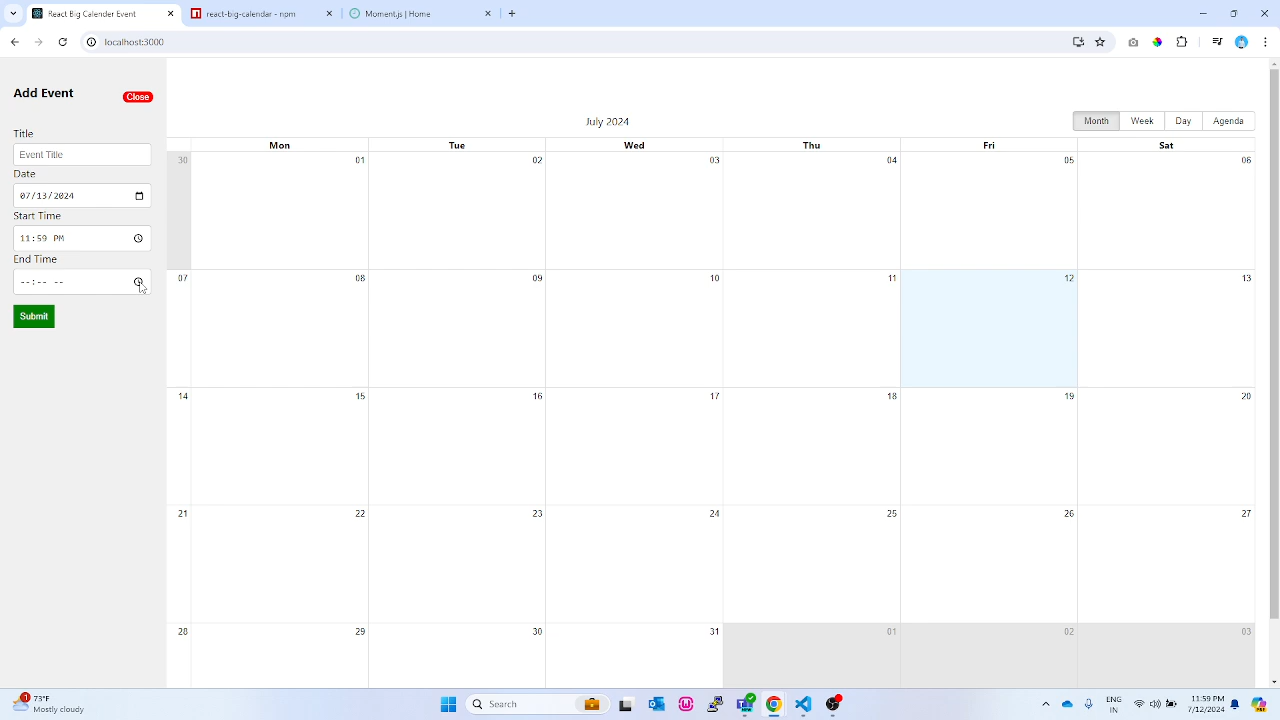 React Big Calender Event
react-big-calendar - npm
Moment.js | Home
localhost:3000
Add Event
Close
Title
Event Title
Date
07/13/2024
Start Time
11:59 PM
End Time
--:-- --
Submit
July 2024
Month Week Day Agenda
Mon Tue Wed Thu Fri Sat
30 01 02 03 04 05 06
07 08 09 10 11 12 13
14 15 16 17 18 19 20
21 22 23 24 25 26 27
28 29 30 31 01 02 03
73°F
Mostly cloudy
Search
ENG
IN
11:59 PM
7/12/2024